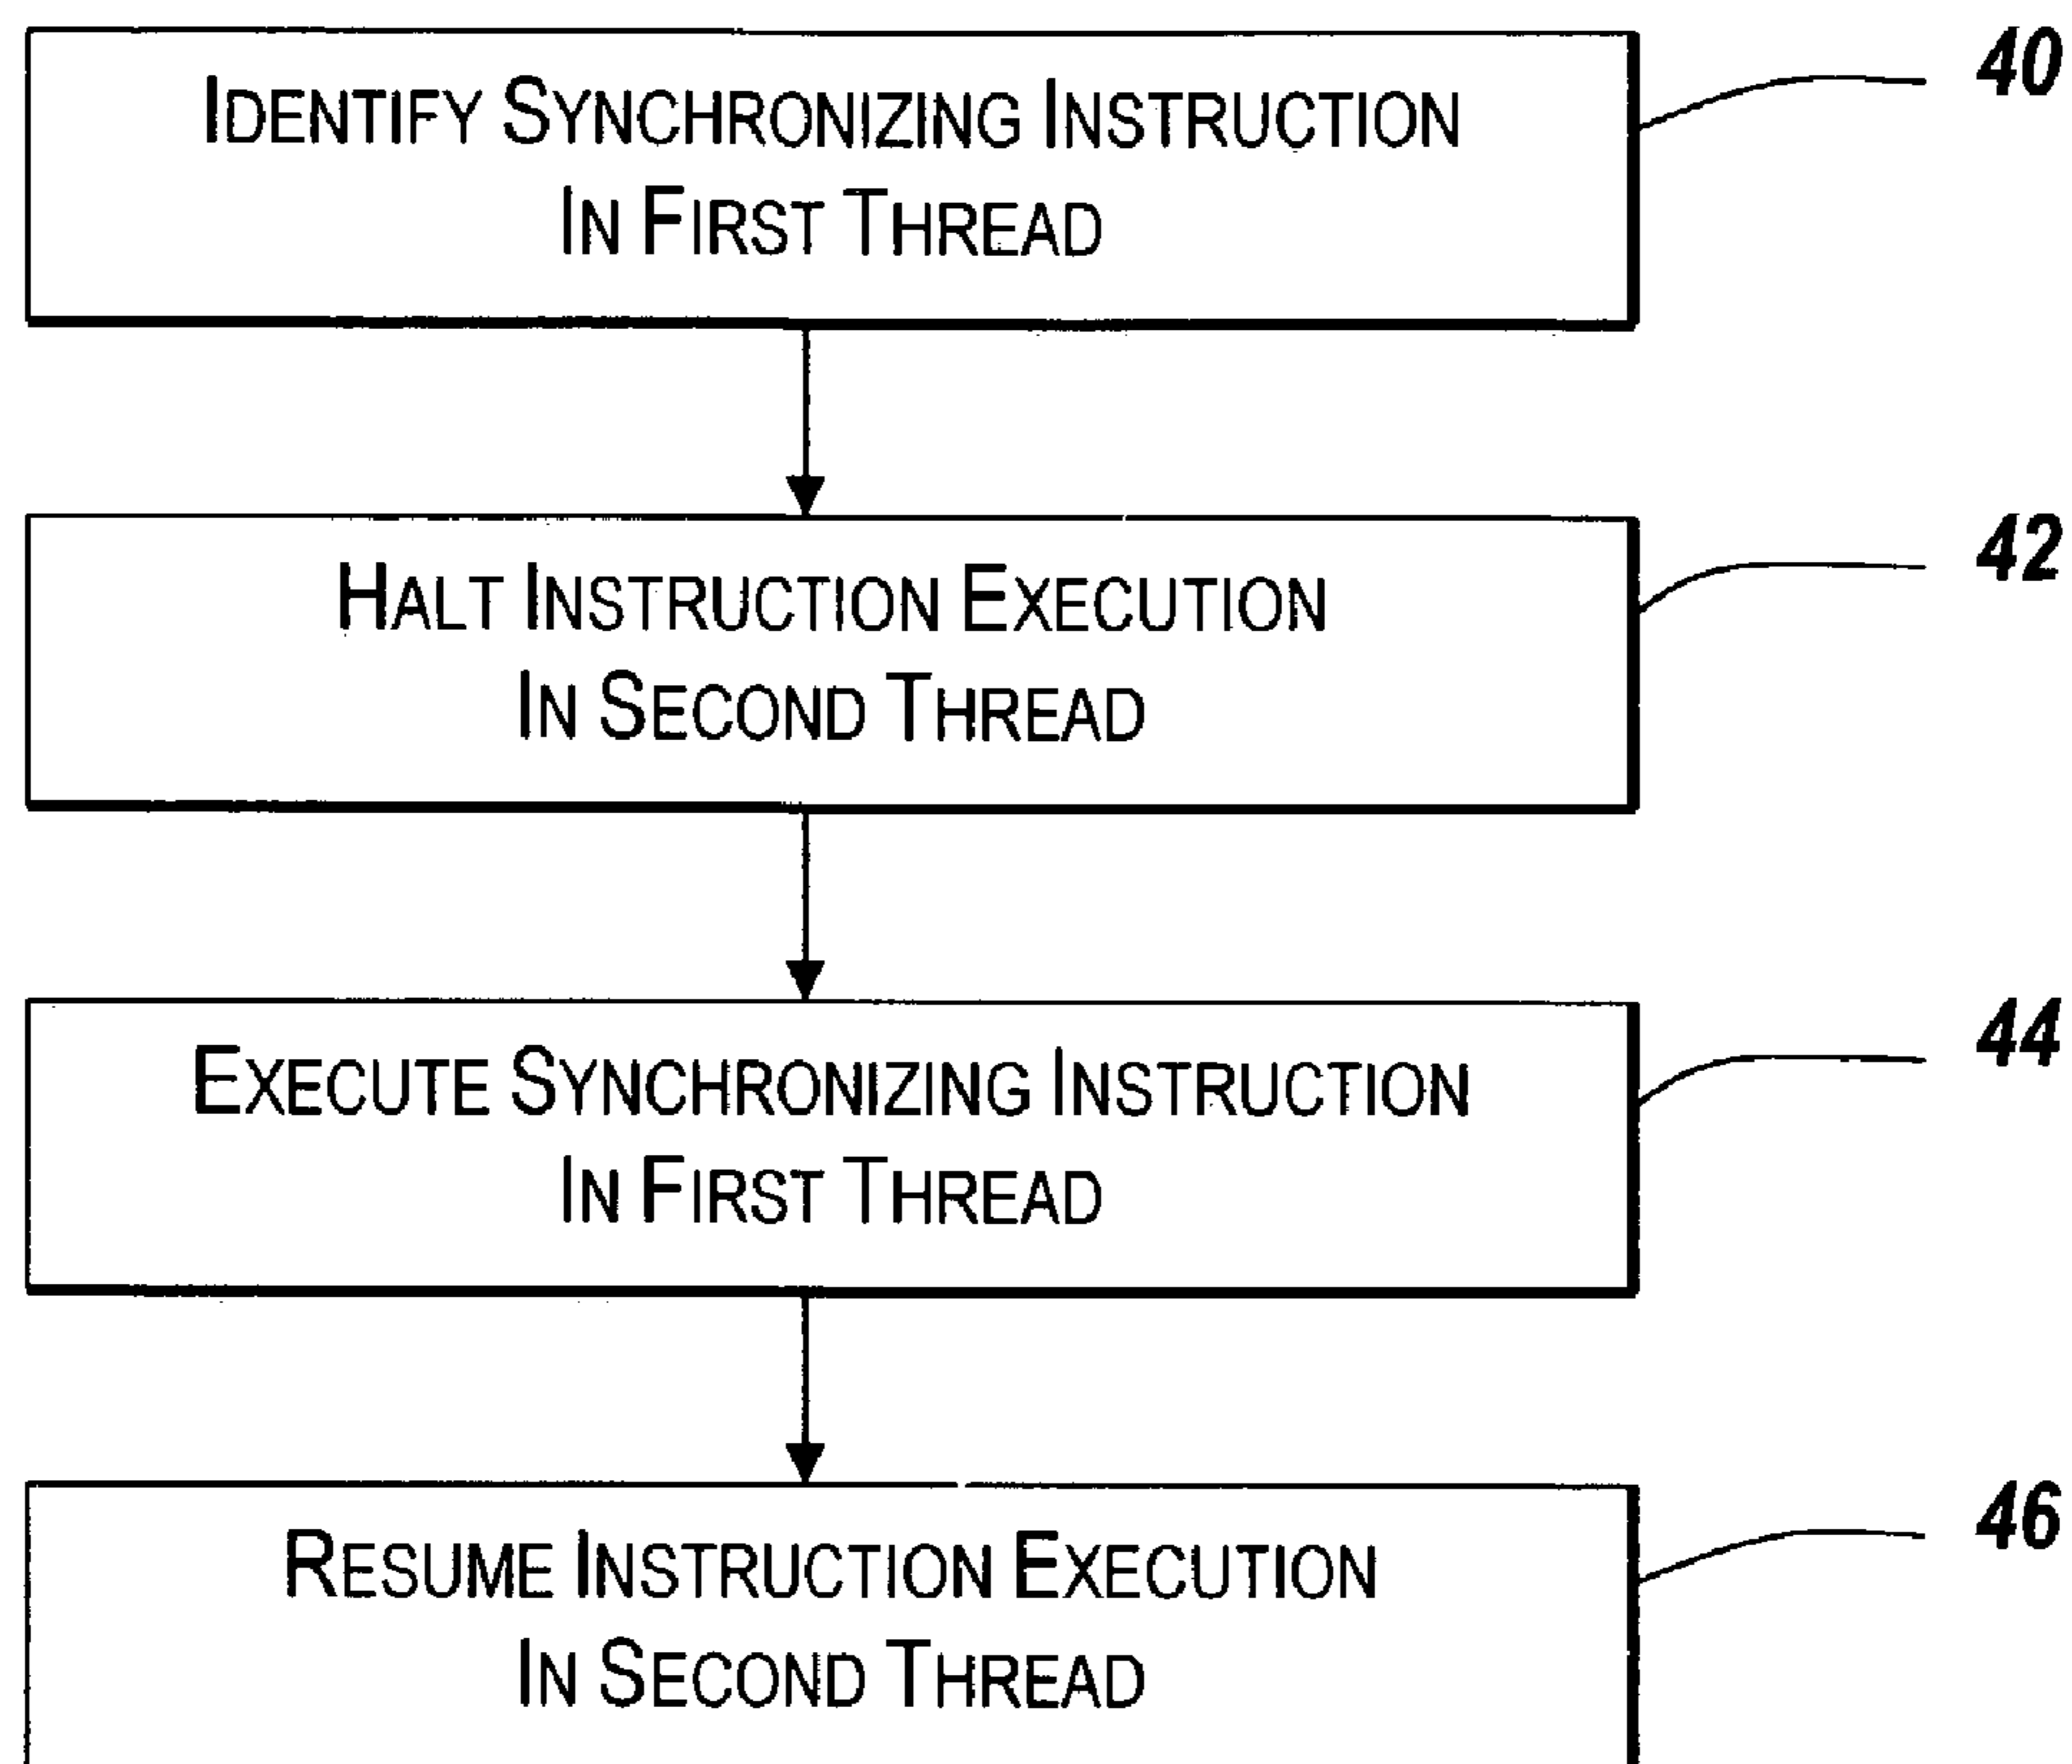 IDENTIFY SYNCHRONIZING INSTRUCTION
IN FIRST THREAD
40
HALT INSTRUCTION EXECUTION
IN SECOND THREAD
42
EXECUTE SYNCHRONIZING INSTRUCTION
IN FIRST THREAD
44
RESUME INSTRUCTION EXECUTION
IN SECOND THREAD
46